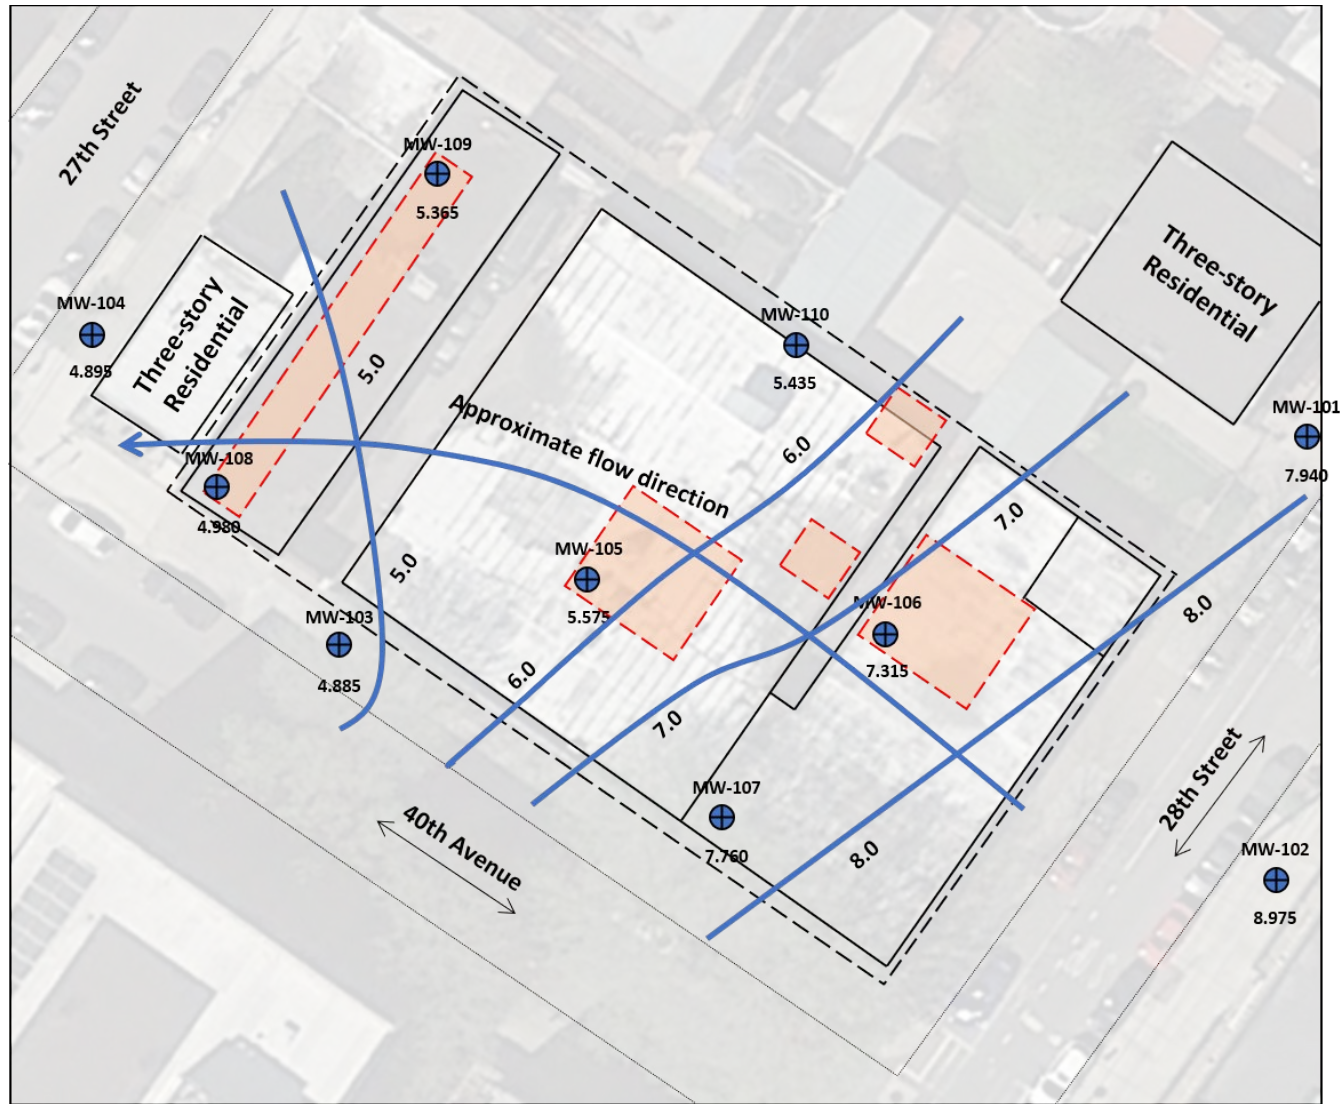 27th Street
MW-109
5.365
MW-104
4.895
Three-story
Residential
5.0
MW-110
5.435
Three-story
Residential
MW-101
7.940
Approximate flow direction
6.0
7.0
MW-108
4.980
5.0
MW-105
5.575
MW-106
7.315
8.0
MW-103
4.885
6.0
7.0
MW-107
7.760
8.0
28th Street
40th Avenue
MW-102
8.975